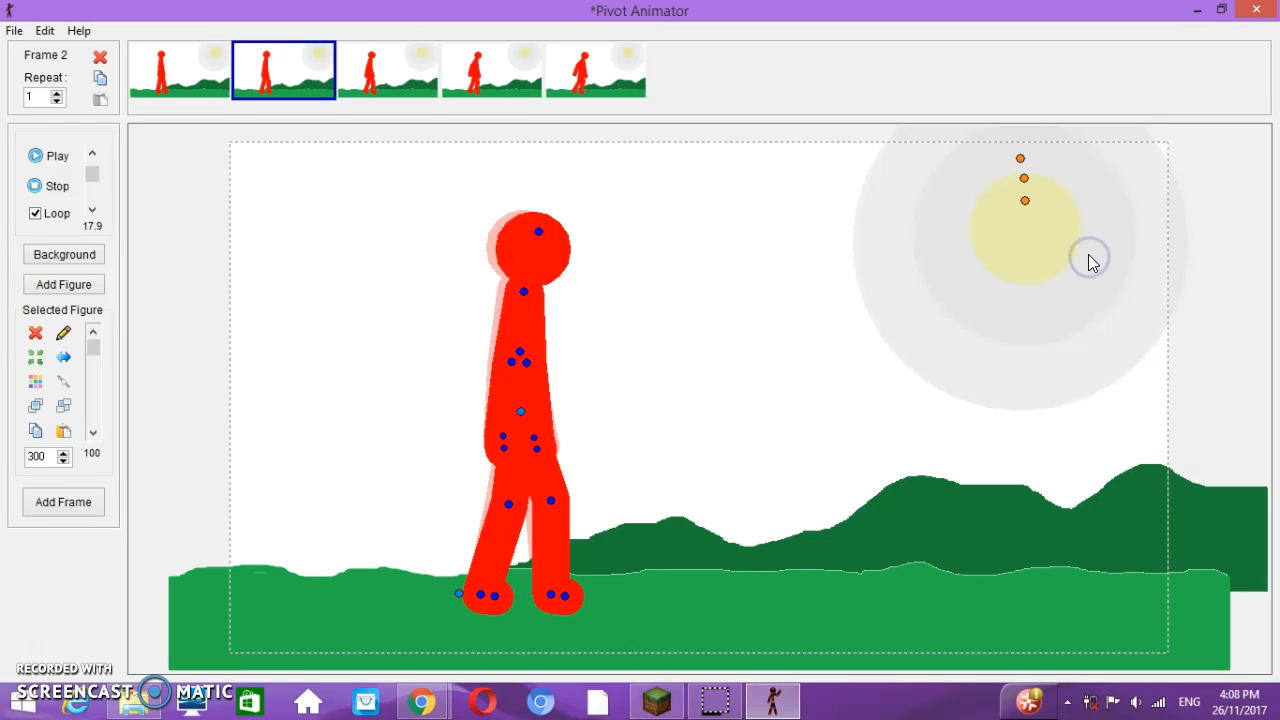 *Pivot Animator
File Edit Help
Frame 2
Repeat :
1
Play
Stop
Loop
17.9
Background
Add Figure
Selected Figure
300
100
Add Frame
RECORDED WITH
SCREENCAST MATIC
ENG
4:08 PM
26/11/2017